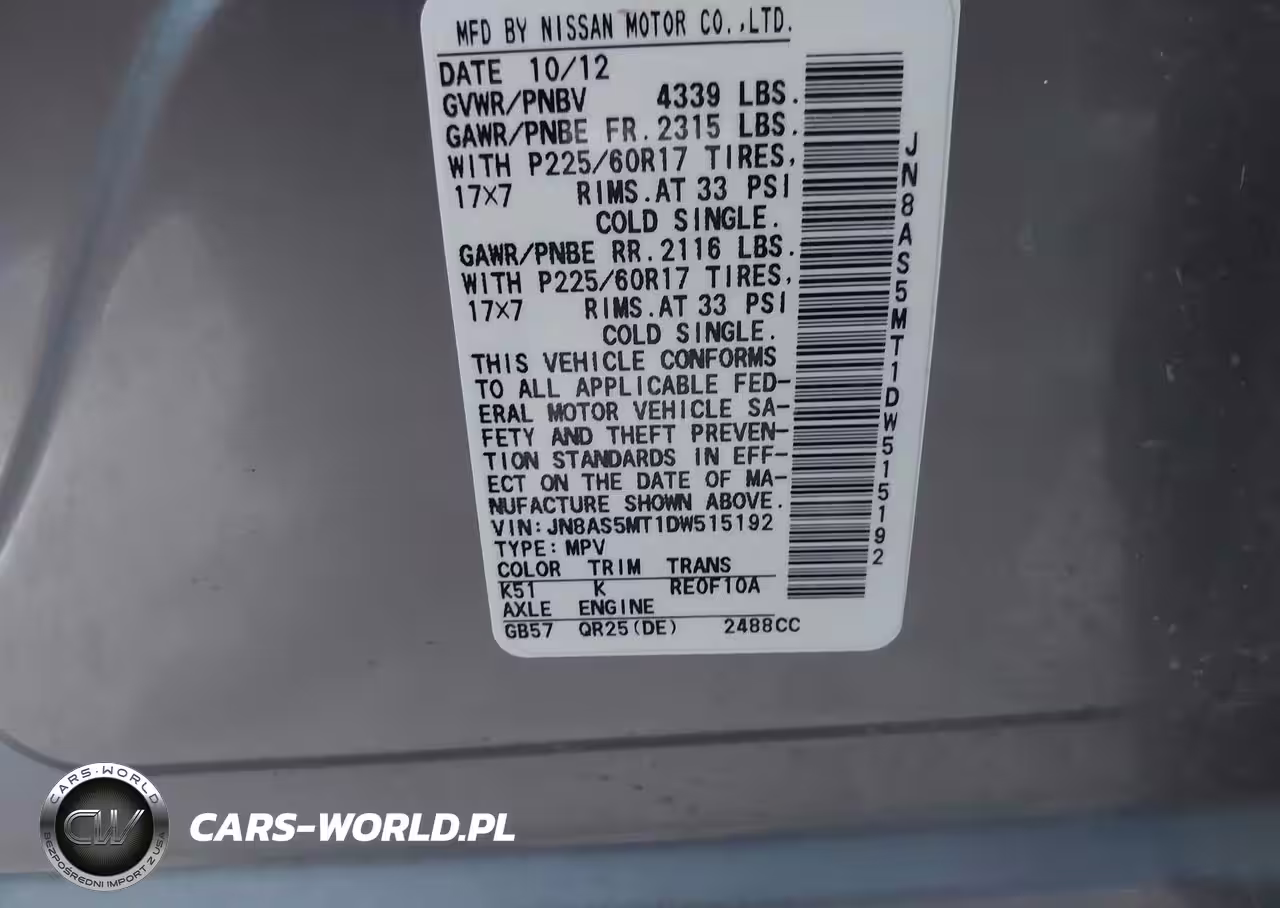 MFD BY NISSAN MOTOR CO.,LTD.
DATE 10/12
GVWR/PNBV 4339 LBS.
GAWR/PNBE FR. 2315 LBS.
WITH P225/60R17 TIRES,
17×7 RIMS. AT 33 PSI
COLD SINGLE.
GAWR/PNBE RR. 2116 LBS.
WITH P225/60R17 TIRES,
17×7 RIMS. AT 33 PSI
COLD SINGLE.
THIS VEHICLE CONFORMS
TO ALL APPLICABLE FED-
ERAL MOTOR VEHICLE SA-
FETY AND THEFT PREVEN-
TION STANDARDS IN EFF-
ECT ON THE DATE OF MA-
NUFACTURE SHOWN ABOVE.
VIN: JN8AS5MT1DW515192
TYPE: MPV
COLOR TRIM TRANS
K51 K RE0F10A
AXLE ENGINE
GB57 QR25(DE) 2488CC
JN8AS5MT1DW515192
CARS-WORLD
CW
BEZPOŚREDNI IMPORT Z USA
CARS-WORLD.PL